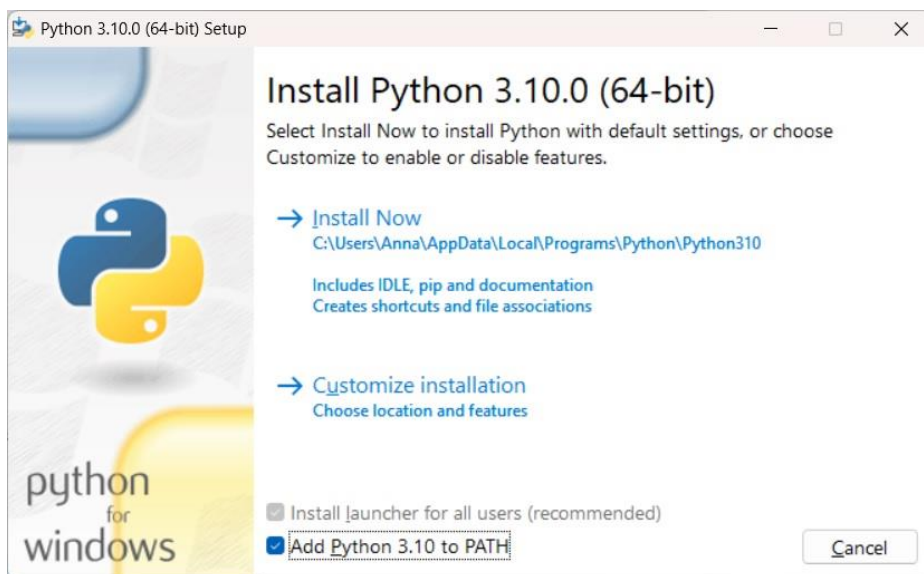 Python 3.10.0 (64-bit) Setup
Install Python 3.10.0 (64-bit)
Select Install Now to install Python with default settings, or choose
Customize to enable or disable features.
Install Now
C:\Users\Anna\AppData\Local\Programs\Python\Python310
Includes IDLE, pip and documentation
Creates shortcuts and file associations
Customize installation
Choose location and features
python
for
windows
Install launcher for all users (recommended)
Add Python 3.10 to PATH
Cancel